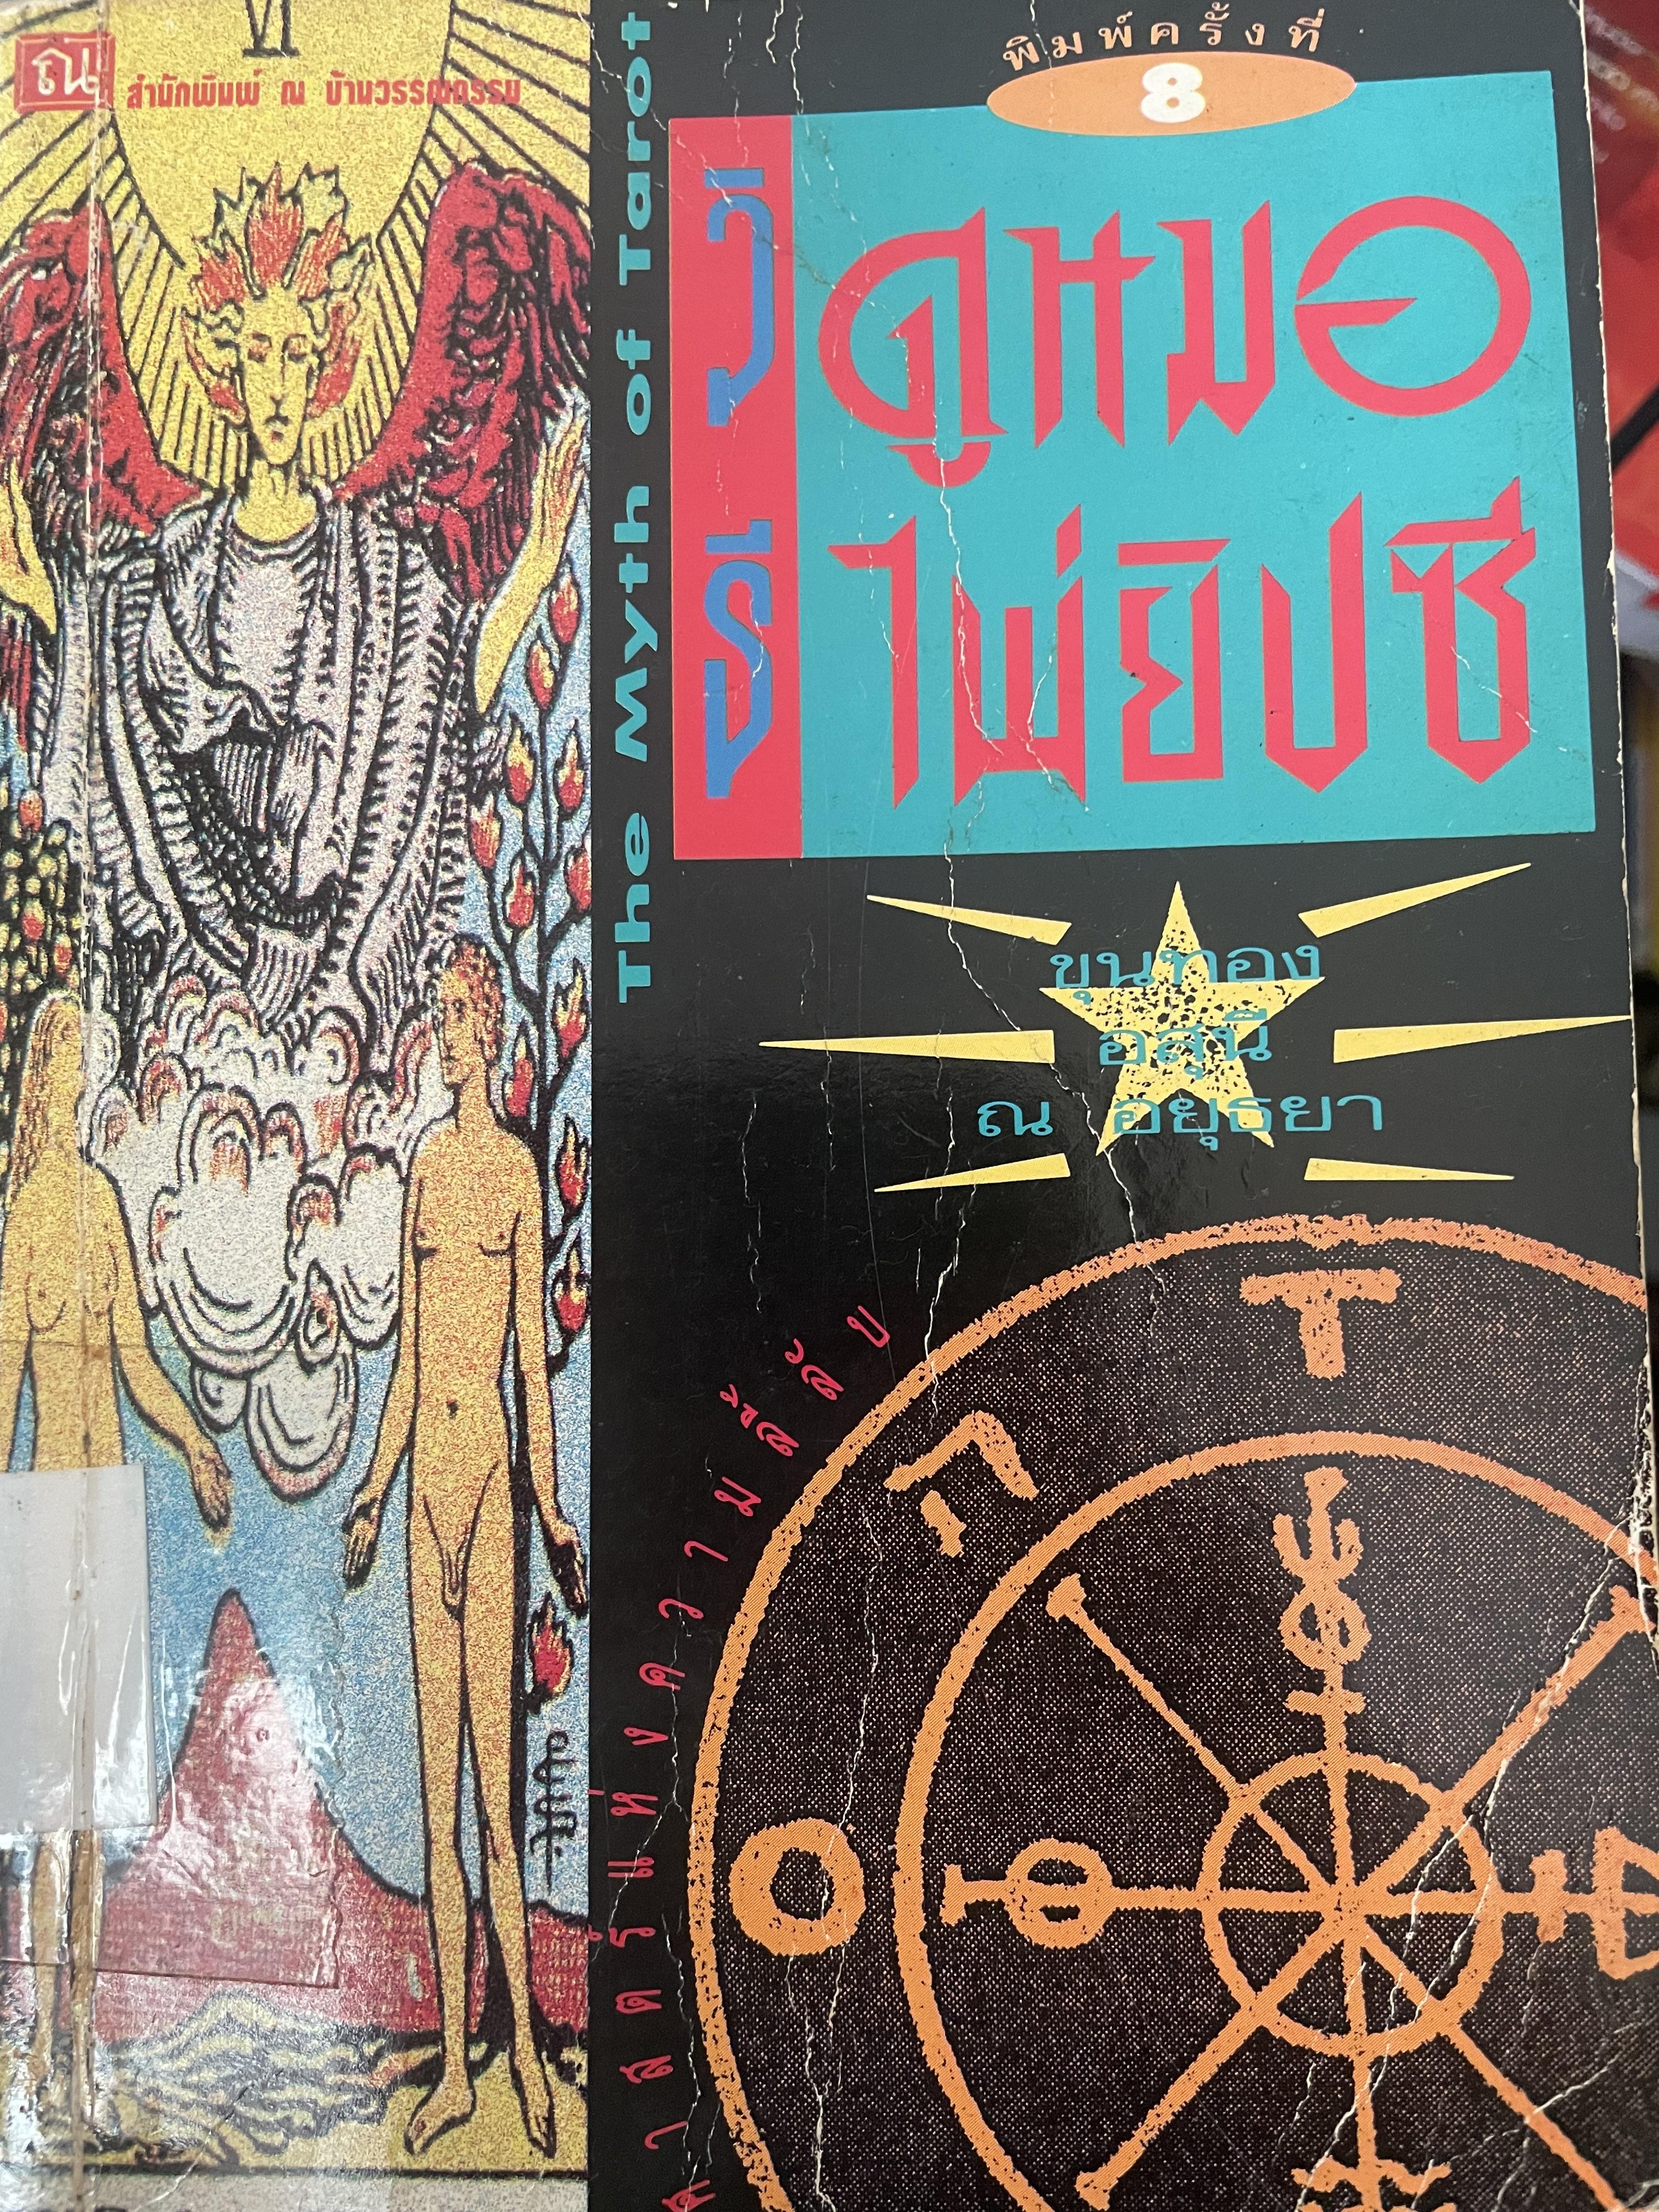 VI
ณ
สำนักพิมพ์ ณ บ้านวรรณกรรม
The Myth of Tarot
พิมพ์ครั้งที่
8
วิธี
ดูหมอ
ไพ่ยิปซี
ขุนทอง
อสุนี
ณ อยุธยา
ศาสตร์แห่งความลี้ลับ
T
A
O
R